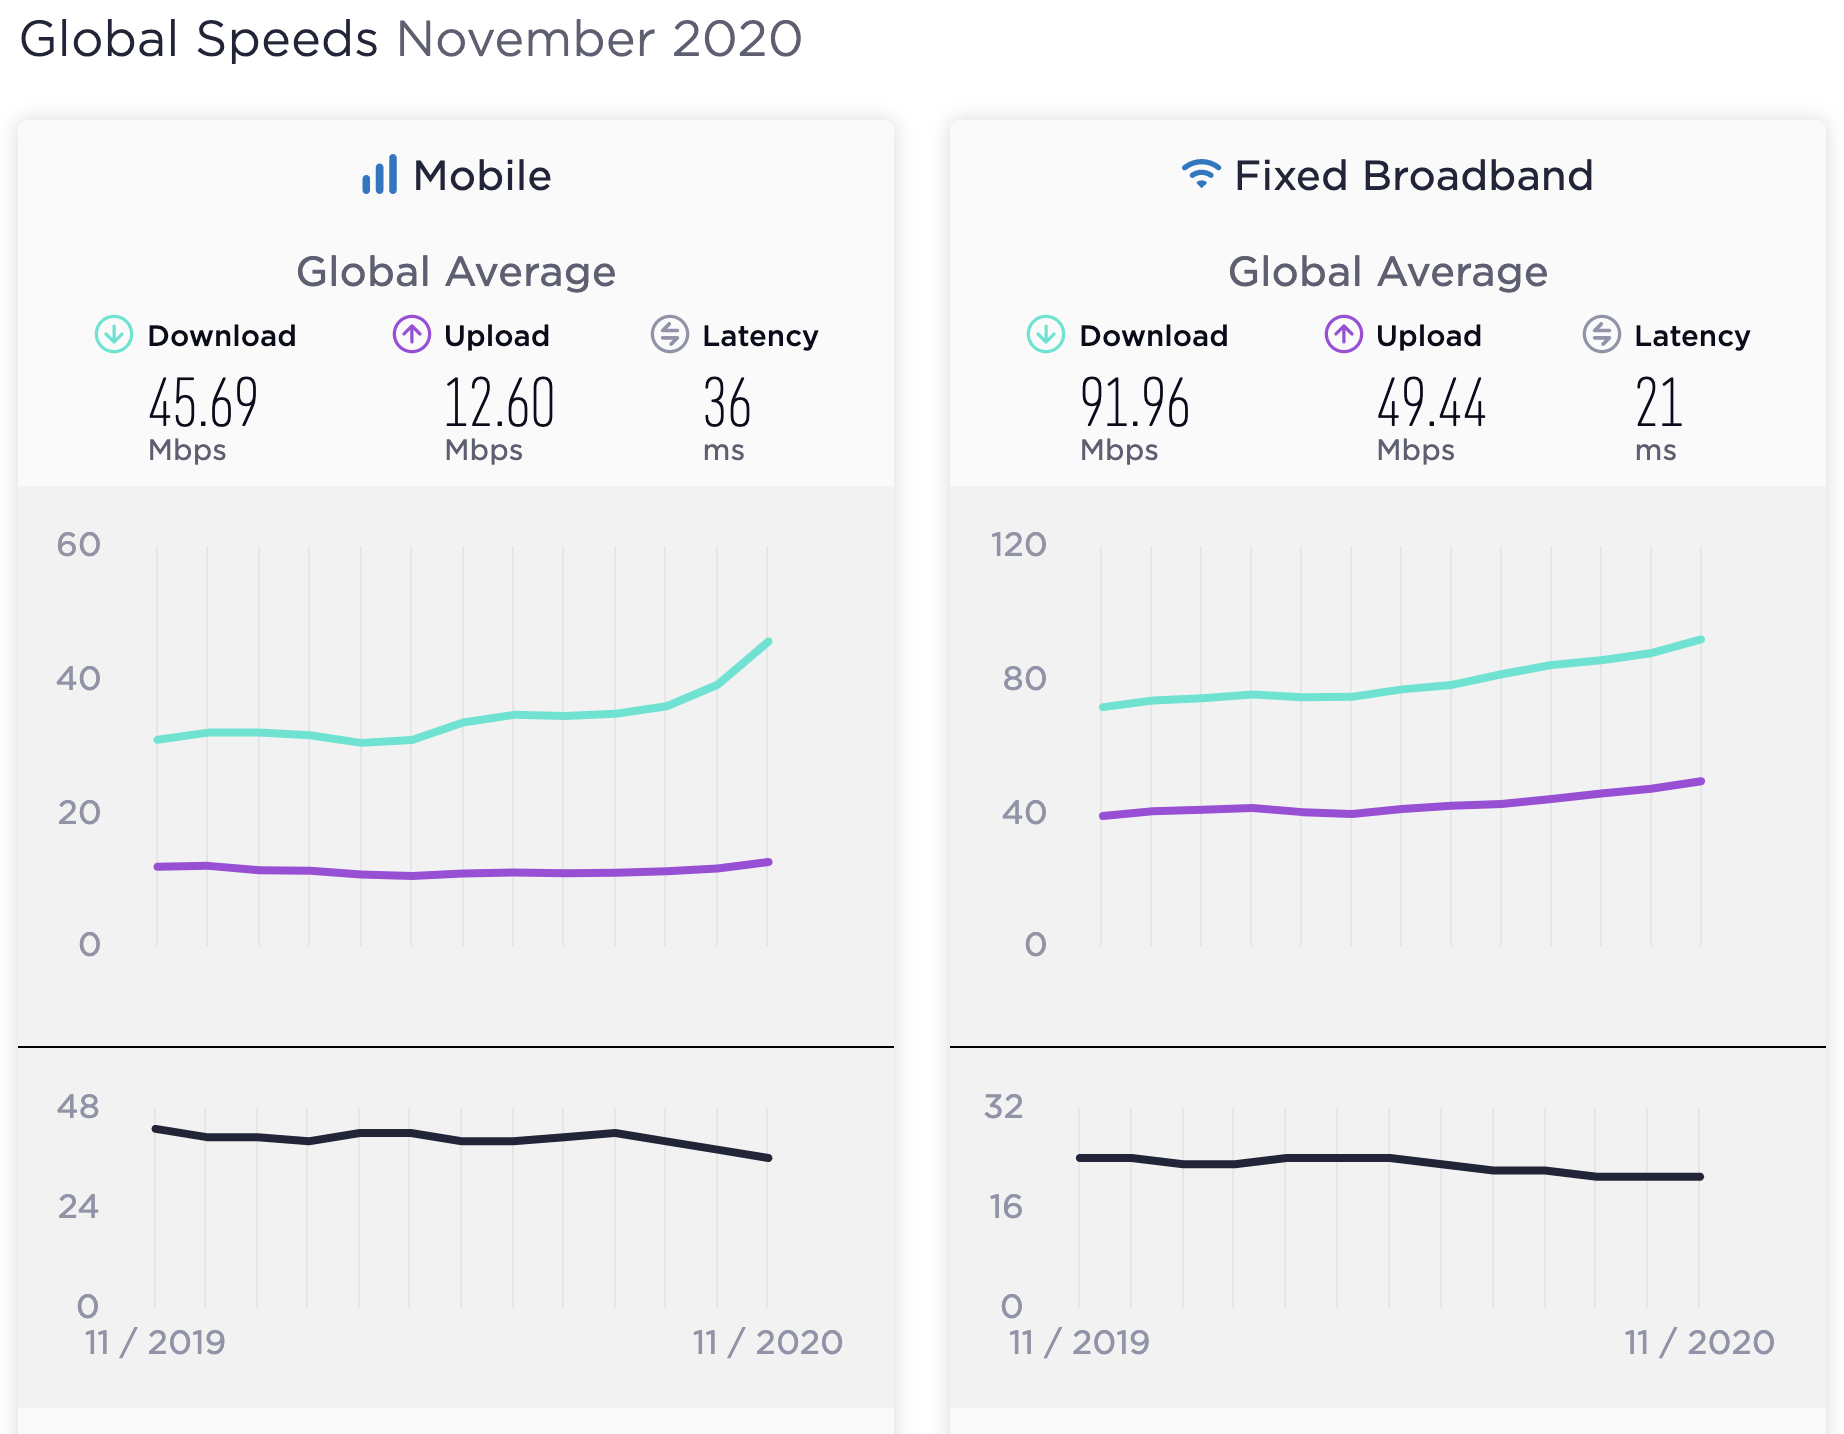 Global Speeds November 2020
Mobile
Global Average
Download Upload Latency
45.69 12.60 36
Mbps Mbps ms
60
40
20
0
48
24
0
11 / 2019 11 / 2020
Fixed Broadband
Global Average
Download Upload Latency
91.96 49.44 21
Mbps Mbps ms
120
80
40
0
32
16
0
11 / 2019 11 / 2020